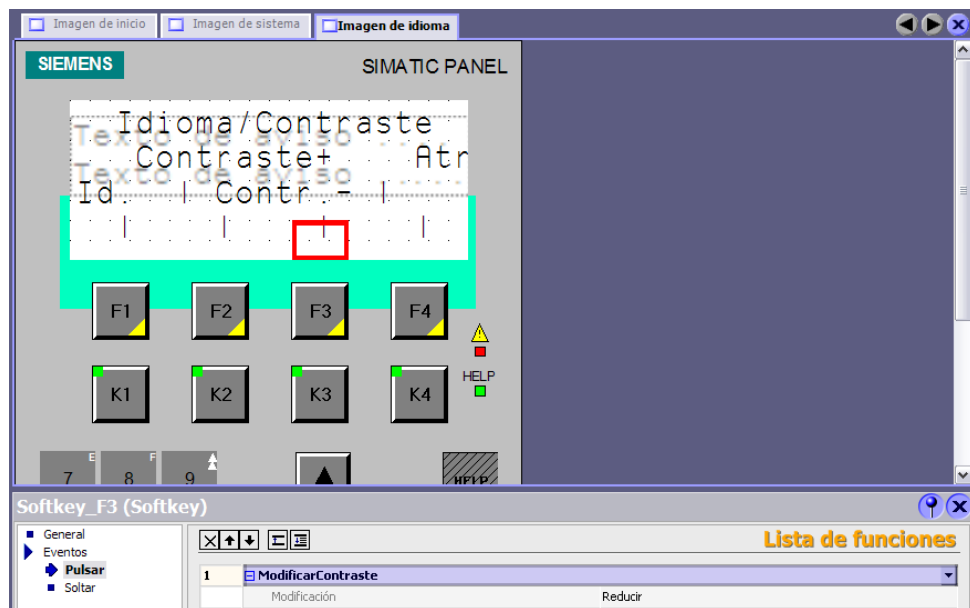 Imagen de inicio Imagen de sistema Imagen de idioma
SIEMENS SIMATIC PANEL
Idioma/Contraste
Texto de aviso .....
Contraste+ Atr
Texto de aviso .....
Id. | Contr.- |
F1 F2 F3 F4
K1 K2 K3 K4 HELP
E F
7 8 9 HELP
Softkey_F3 (Softkey)
General Lista de funciones
Eventos
Pulsar 1 ModificarContraste
Soltar Modificación Reducir